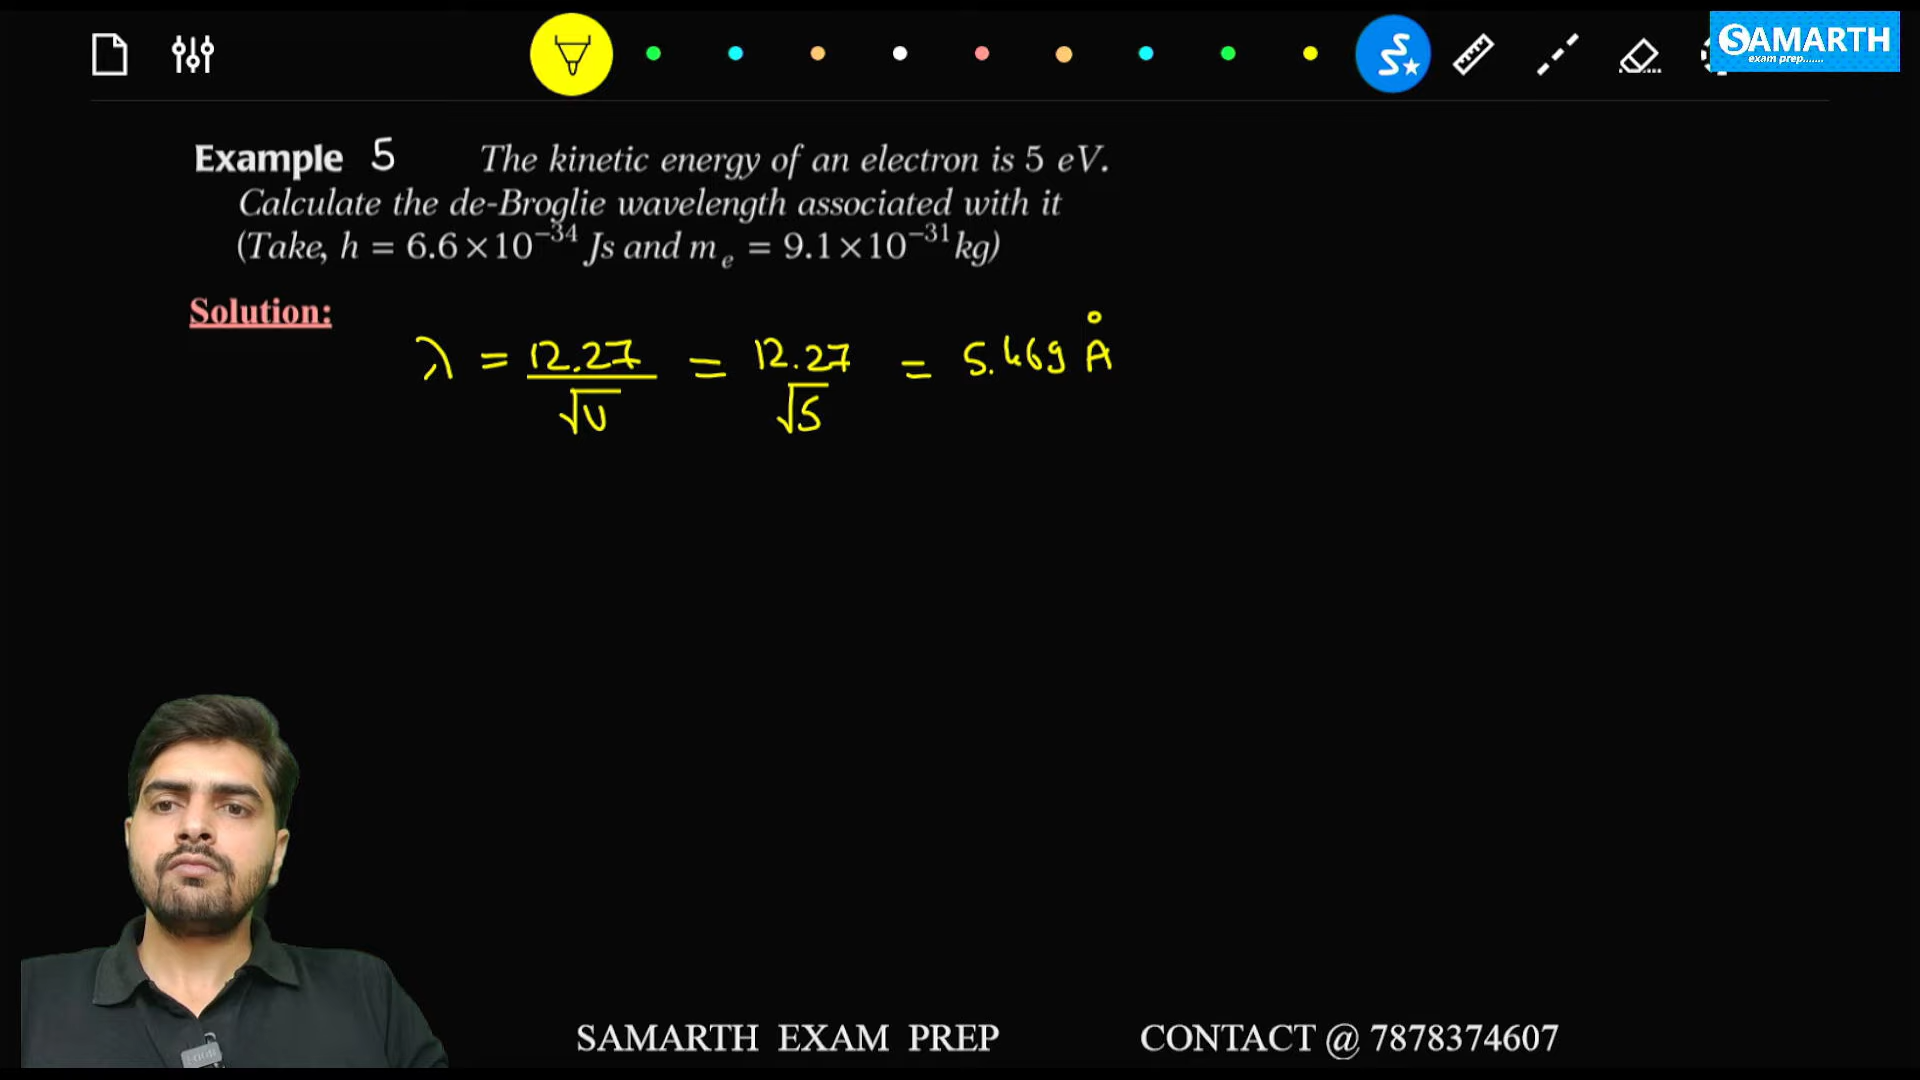 SAMARTH
exam prep.......
Example 5 The kinetic energy of an electron is 5 eV.
Calculate the de-Broglie wavelength associated with it
(Take, h = 6.6×10⁻³⁴ Js and mₑ = 9.1×10⁻³¹ kg)
Solution:
λ = 12.27/√V = 12.27/√5 = 5.469 Å
SAMARTH EXAM PREP CONTACT @ 7878374607